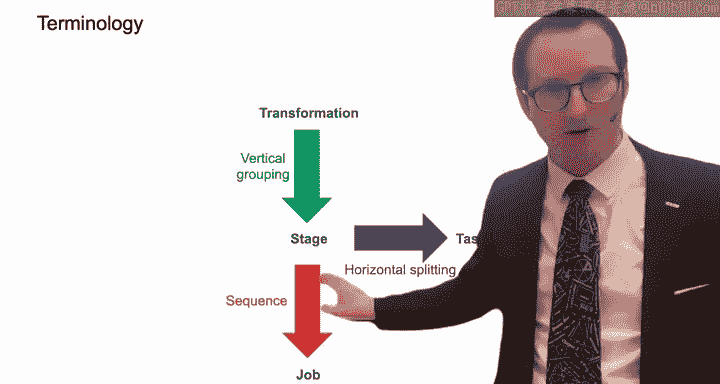 Terminology
Transformation
Vertical
grouping
Stage
Tas
Horizontal splitting
Sequence
Job